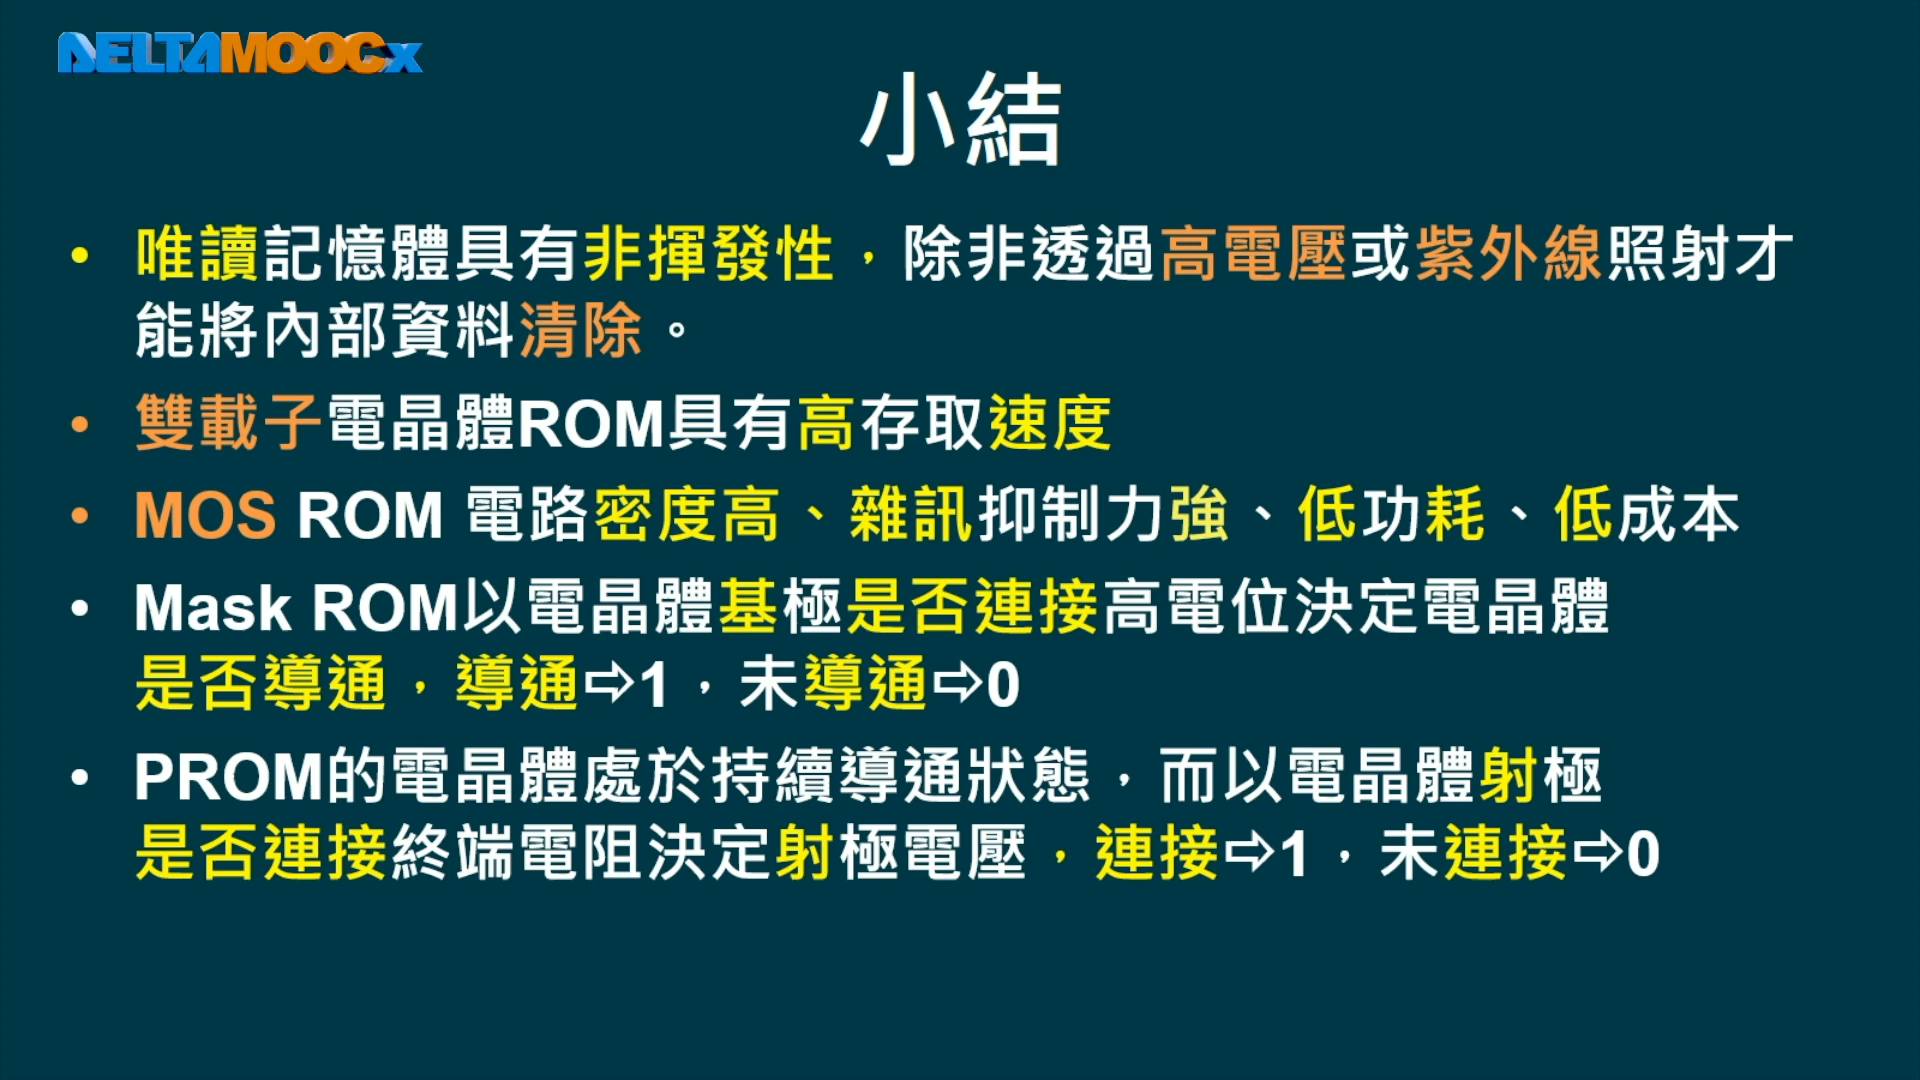 DELTAMOOCx
小結
• 唯讀記憶體具有非揮發性，除非透過高電壓或紫外線照射才
能將內部資料清除。
• 雙載子電晶體ROM具有高存取速度
• MOS ROM 電路密度高、雜訊抑制力強、低功耗、低成本
• Mask ROM以電晶體基極是否連接高電位決定電晶體
是否導通，導通⇨1，未導通⇨0
• PROM的電晶體處於持續導通狀態，而以電晶體射極
是否連接終端電阻決定射極電壓，連接⇨1，未連接⇨0